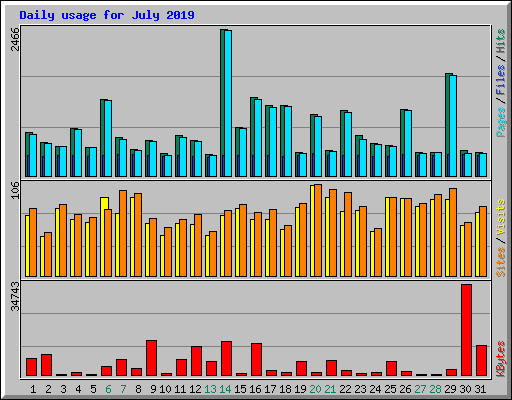 Daily usage for July 2019
2466
Pages / Files / Hits
106
Sites / Visits
34743
KBytes
1 2 3 4 5 6 7 8 9 10 11 12 13 14 15 16 17 18 19 20 21 22 23 24 25 26 27 28 29 30 31